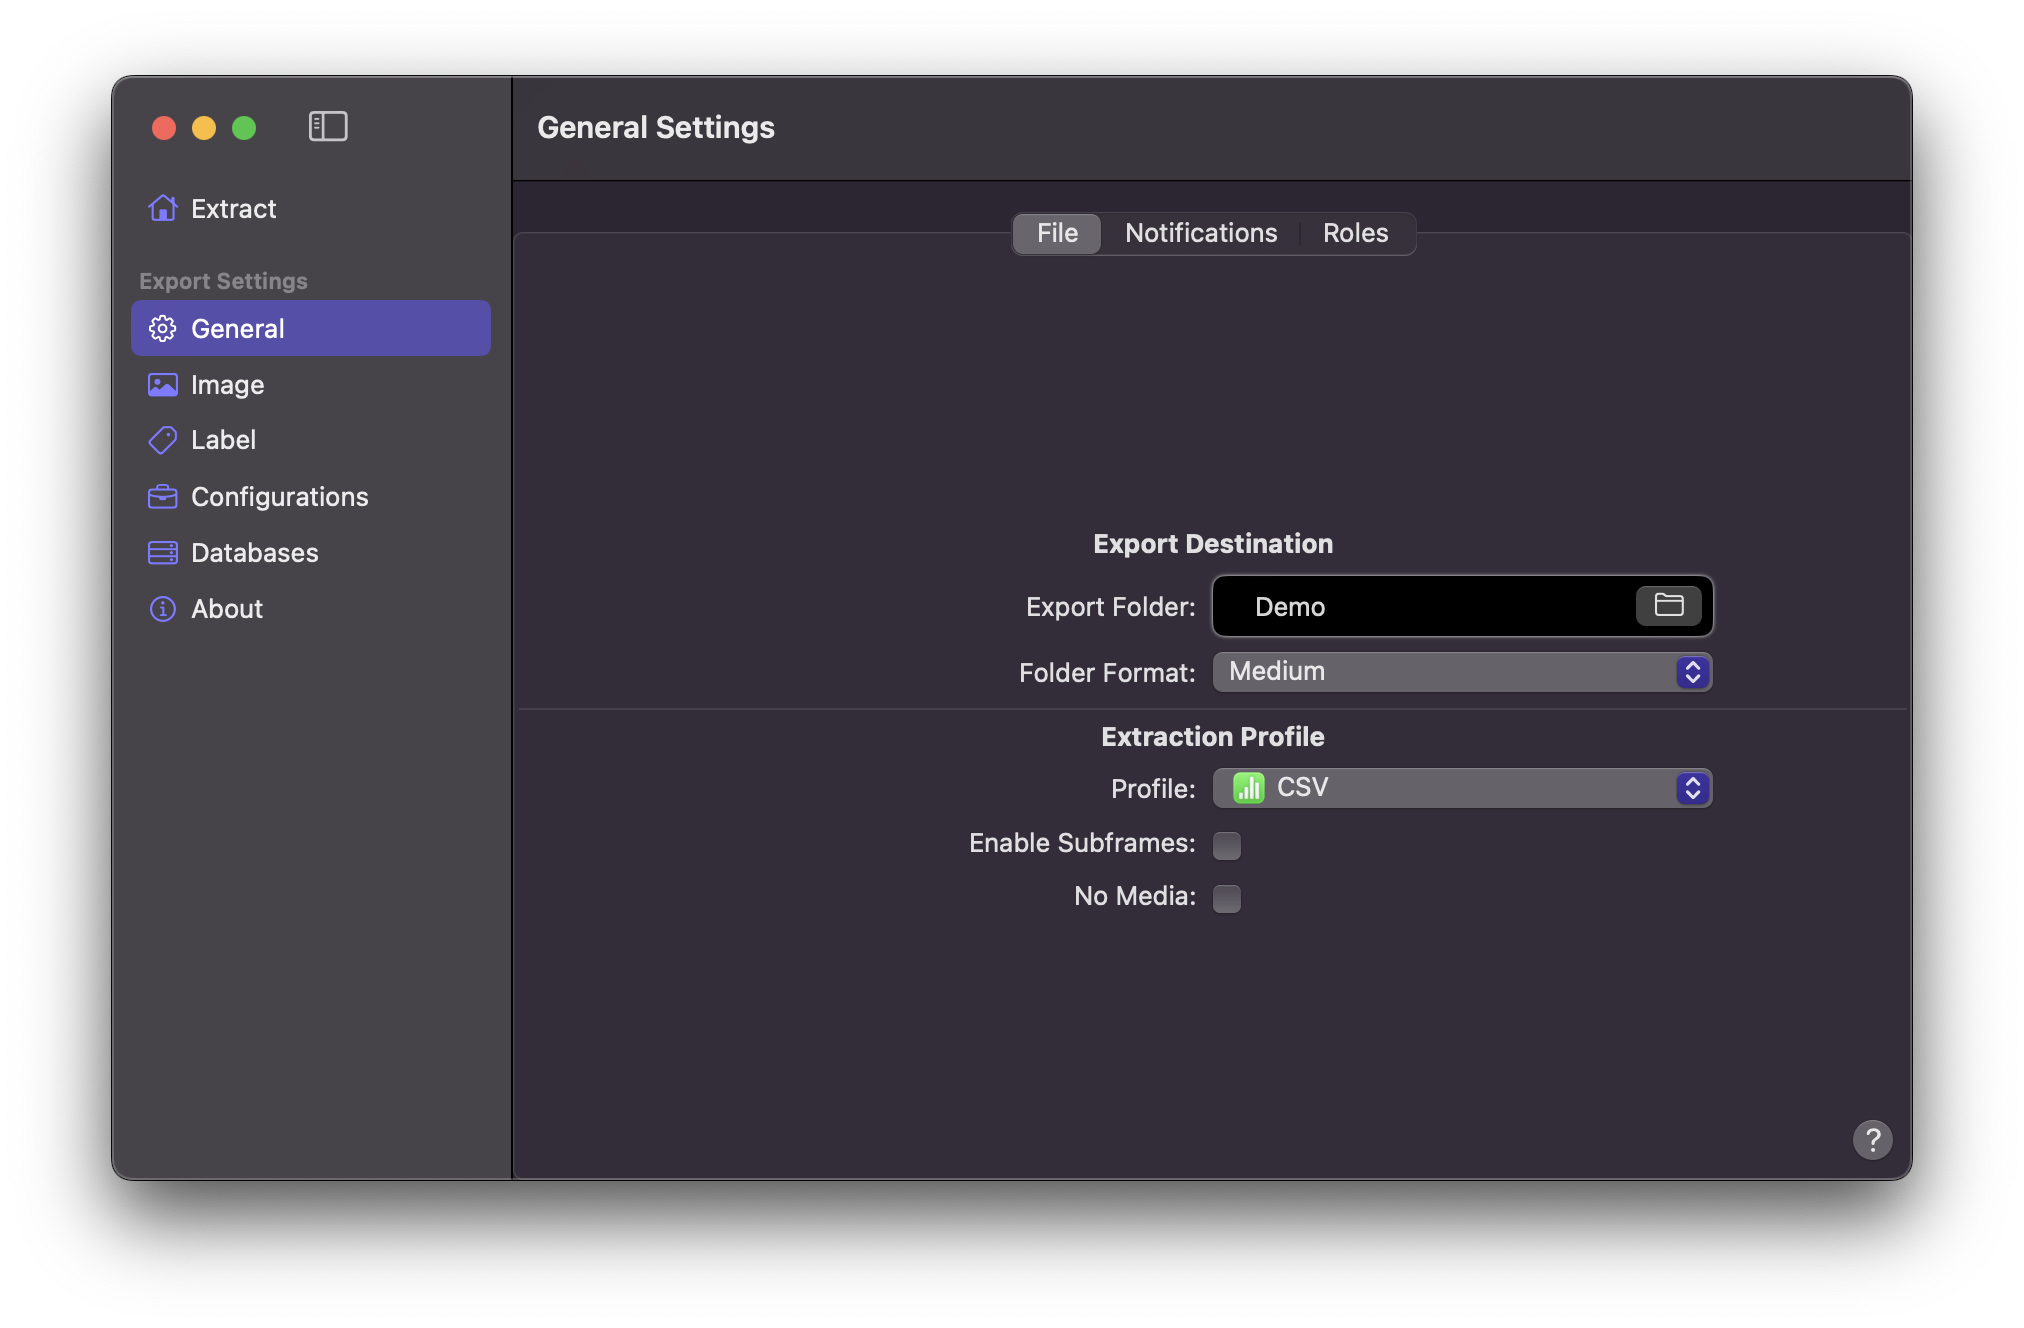 General Settings
Extract
Export Settings
General
Image
Label
Configurations
Databases
About
File Notifications Roles
Export Destination
Export Folder: Demo
Folder Format: Medium
Extraction Profile
Profile: CSV
Enable Subframes:
No Media:
?